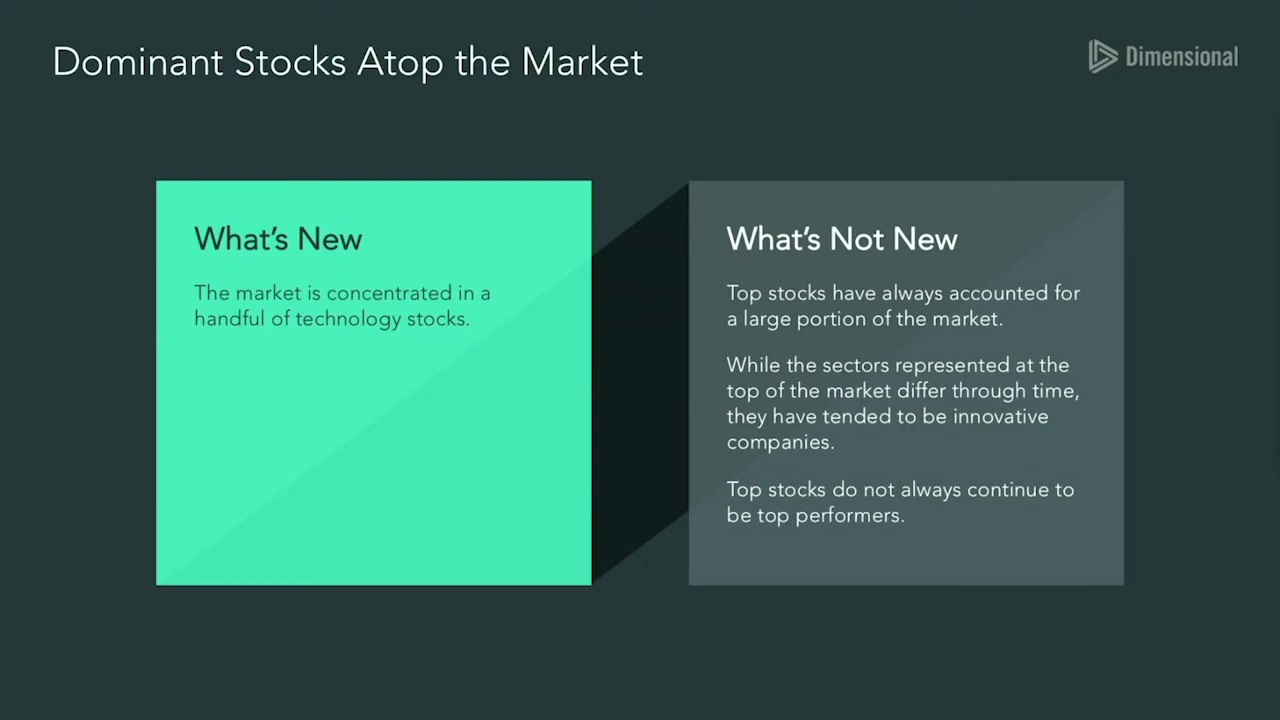 Dominant Stocks Atop the Market
Dimensional
What's New
The market is concentrated in a
handful of technology stocks.
What's Not New
Top stocks have always accounted for
a large portion of the market.
While the sectors represented at the
top of the market differ through time,
they have tended to be innovative
companies.
Top stocks do not always continue to
be top performers.